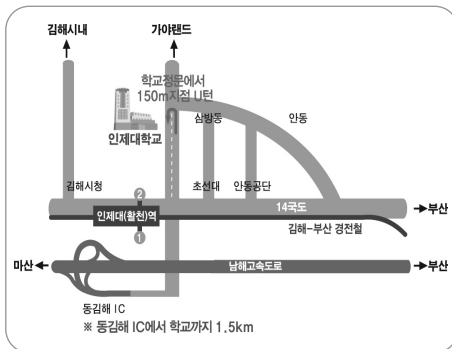 김해시내
가야랜드
학교정문에서
150m지점 U턴
인제대학교
삼방동
안동
김해시청
초선대
안동공단
2
인제대(활천)역
14국도
부산
1
김해-부산 경전철
마산
남해고속도로
부산
동김해 IC
※ 동김해 IC에서 학교까지 1.5km